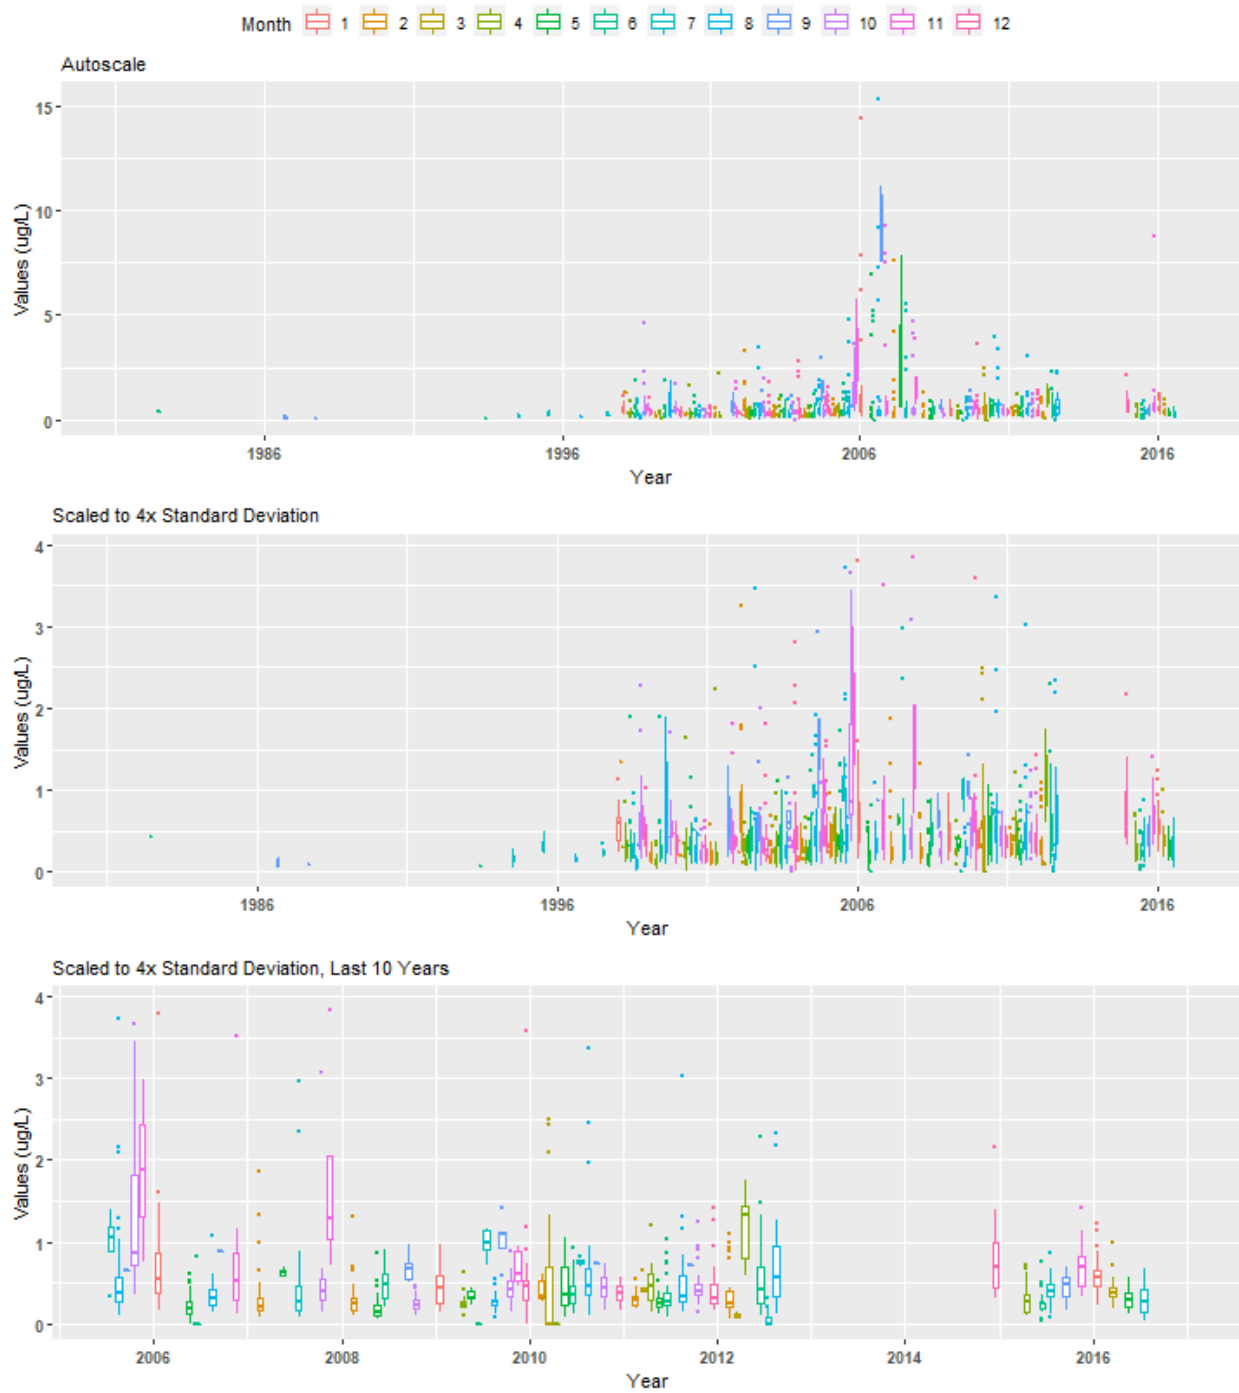 Month 1 2 3 4 5 6 7 8 9 10 11 12
Autoscale
Values (ug/L)
15
10
5
0
1986 1996 2006 2016
Year
Scaled to 4x Standard Deviation
Values (ug/L)
4
3
2
1
0
1986 1996 2006 2016
Year
Scaled to 4x Standard Deviation, Last 10 Years
Values (ug/L)
4
3
2
1
0
2006 2008 2010 2012 2014 2016
Year